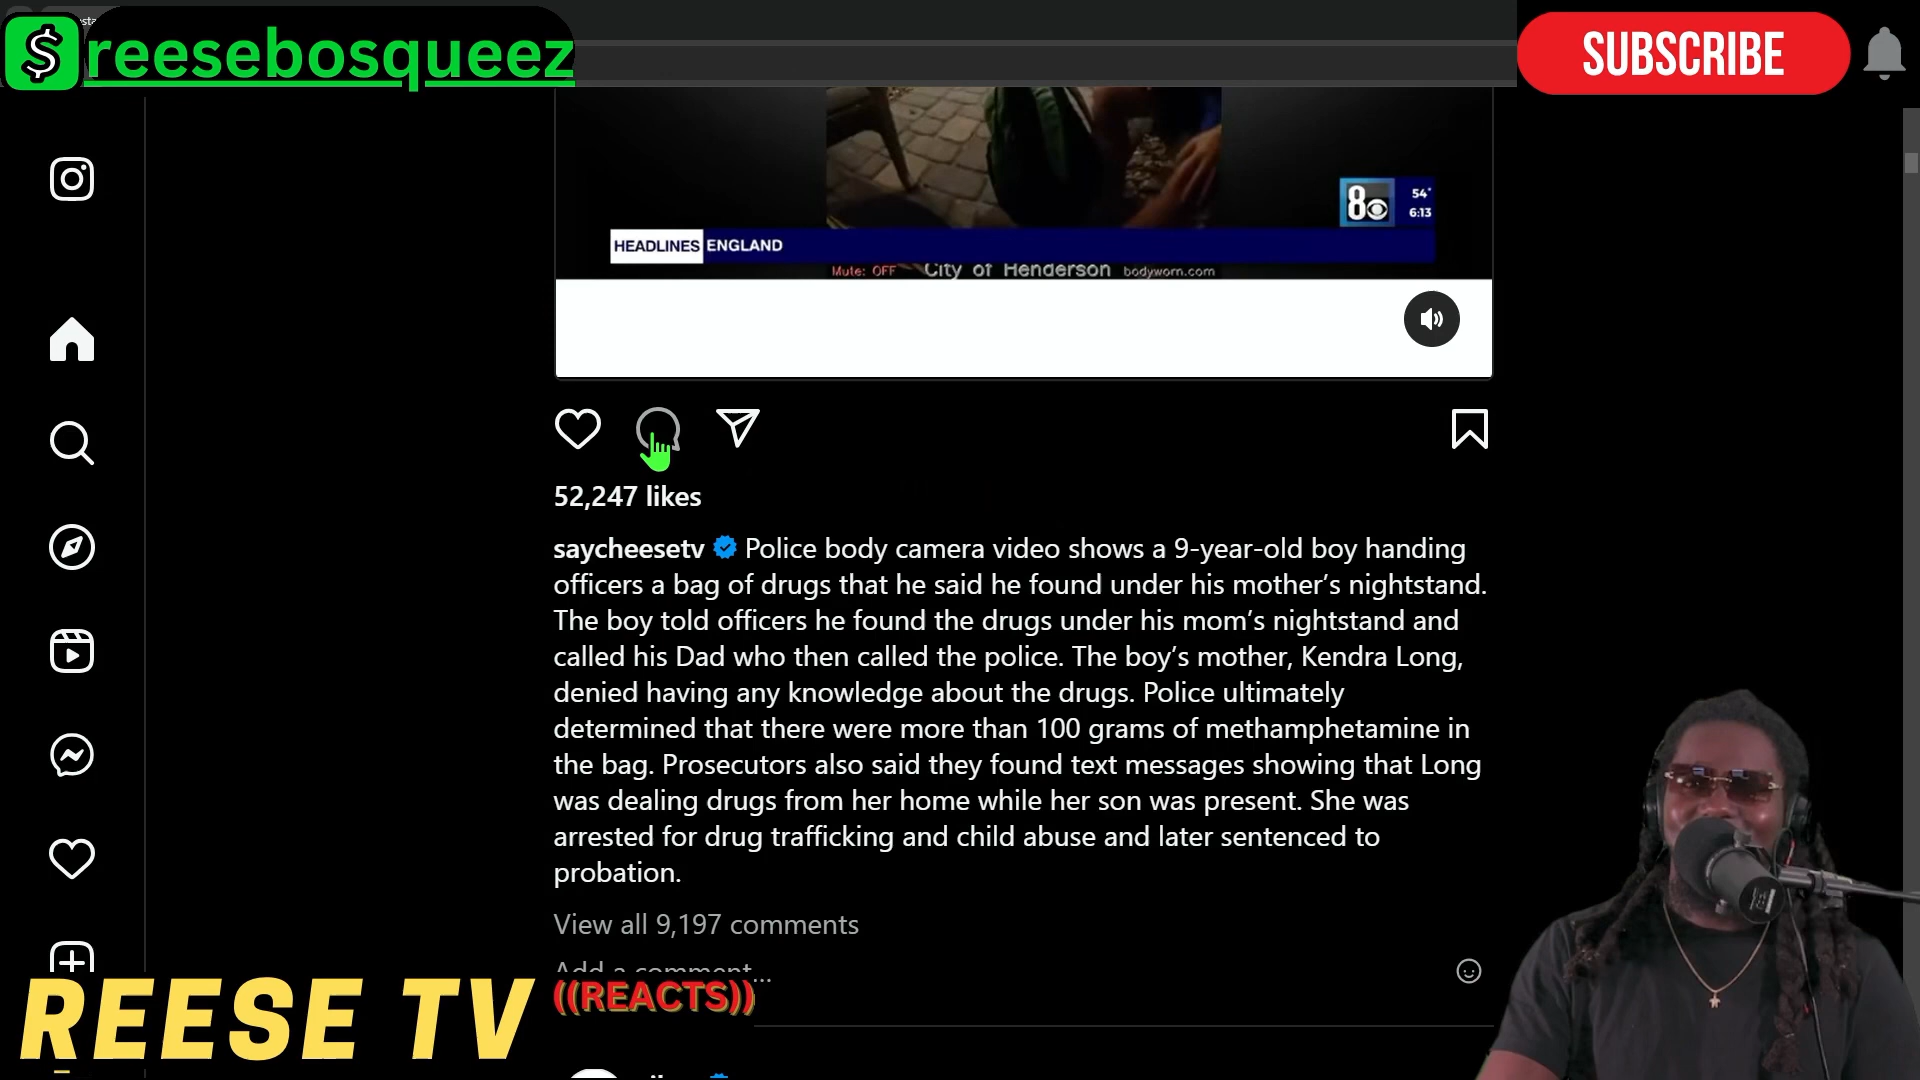 reesebosqueez
SUBSCRIBE
8
54°
6:13
HEADLINES ENGLAND
Mute: OFF City of Henderson bodyworn.com
52,247 likes
saycheesetv Police body camera video shows a 9-year-old boy handing
officers a bag of drugs that he said he found under his mother’s nightstand.
The boy told officers he found the drugs under his mom’s nightstand and
called his Dad who then called the police. The boy’s mother, Kendra Long,
denied having any knowledge about the drugs. Police ultimately
determined that there were more than 100 grams of methamphetamine in
the bag. Prosecutors also said they found text messages showing that Long
was dealing drugs from her home while her son was present. She was
arrested for drug trafficking and child abuse and later sentenced to
probation.
View all 9,197 comments
Add a comment...
REESE TV ((REACTS))